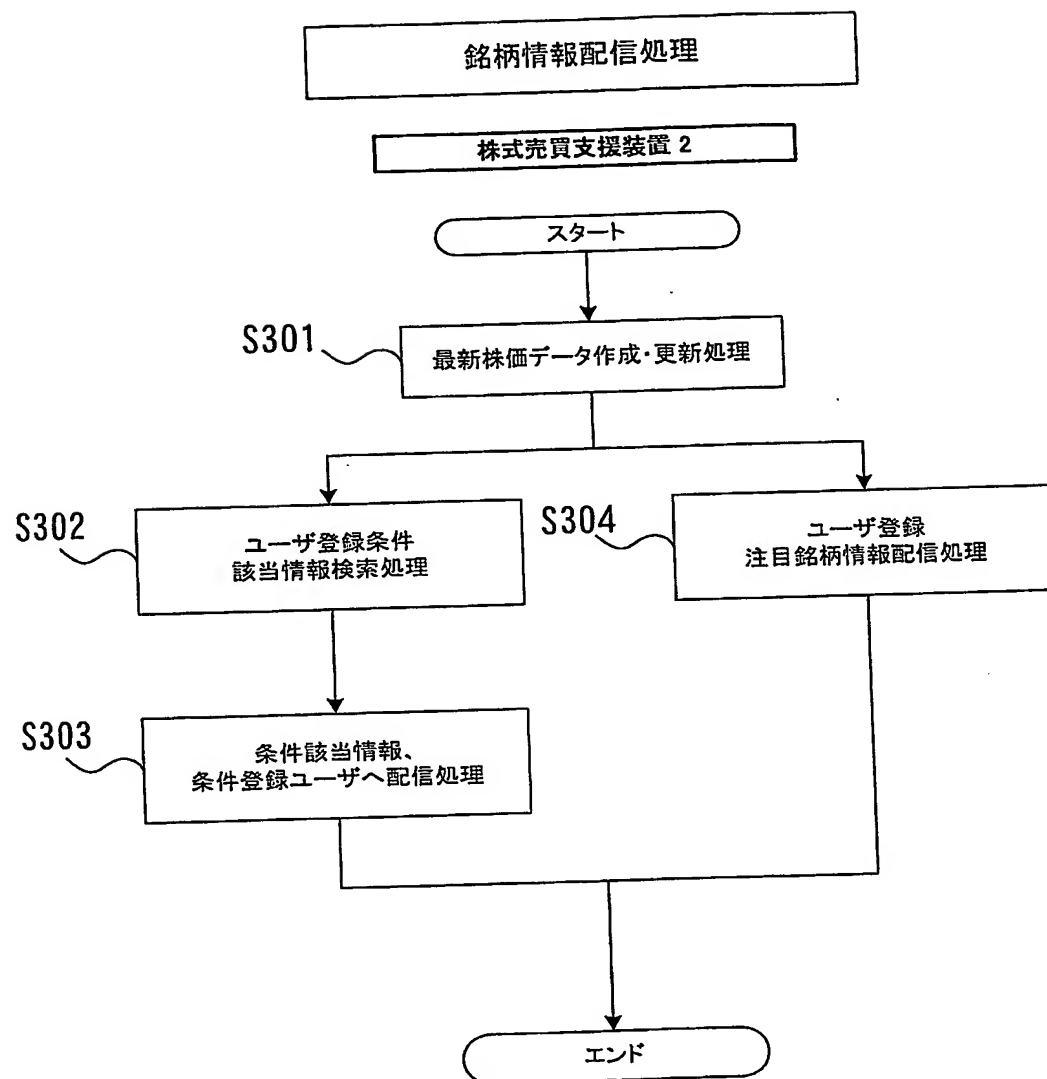 銘柄情報配信処理
株式売買支援装置 2
スタート
S301
最新株価データ作成・更新処理
S302
ユーザ登録条件
該当情報検索処理
S304
ユーザ登録
注目銘柄情報配信処理
S303
条件該当情報、
条件登録ユーザへ配信処理
エンド